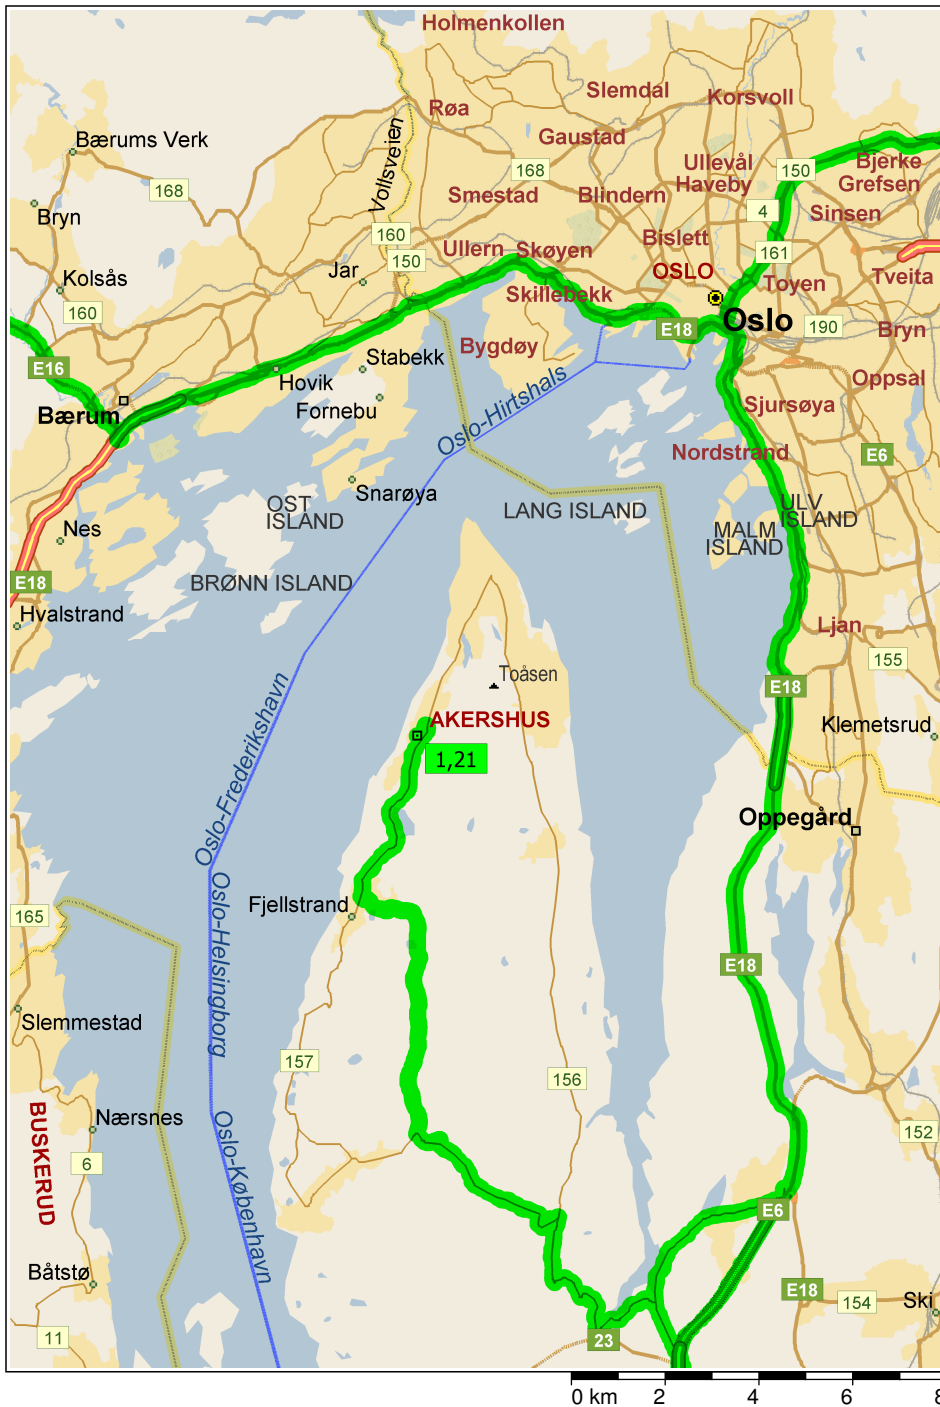 Holmenkollen
Slemdal
Korsvoll
Røa
Gaustad
Bærums Verk
Vollsveien
Ullevål
150
Bjerke
168
168
Haveby
Grefsen
Smestad
Blindern
4
Sinsen
Bryn
160
Bislett
Ullern
Skøyen
161
150
Jar
OSLO
Toyen
Tveita
Kolsås
Skillebekk
160
E18
Oslo
190
Bryn
Bygdøy
Stabekk
E16
Hovik
Oppsal
Fornebu
Oslo-Hirtshals
Sjursøya
Bærum
Nordstrand
E6
Snarøya
OST
ISLAND
LANG ISLAND
ULV
ISLAND
Nes
MALM
ISLAND
E18
BRØNN ISLAND
Hvalstrand
Ljan
155
Toåsen
E18
AKERSHUS
Klemetsrud
1,21
Oslo-Frederikshavn
Oppegård
Fjellstrand
165
Oslo-Helsingborg
E18
Slemmestad
157
156
BUSKERUD
Nærsnes
152
Oslo-København
6
E6
Båtstø
E18
154
Ski
11
23
0 km
2
4
6
8